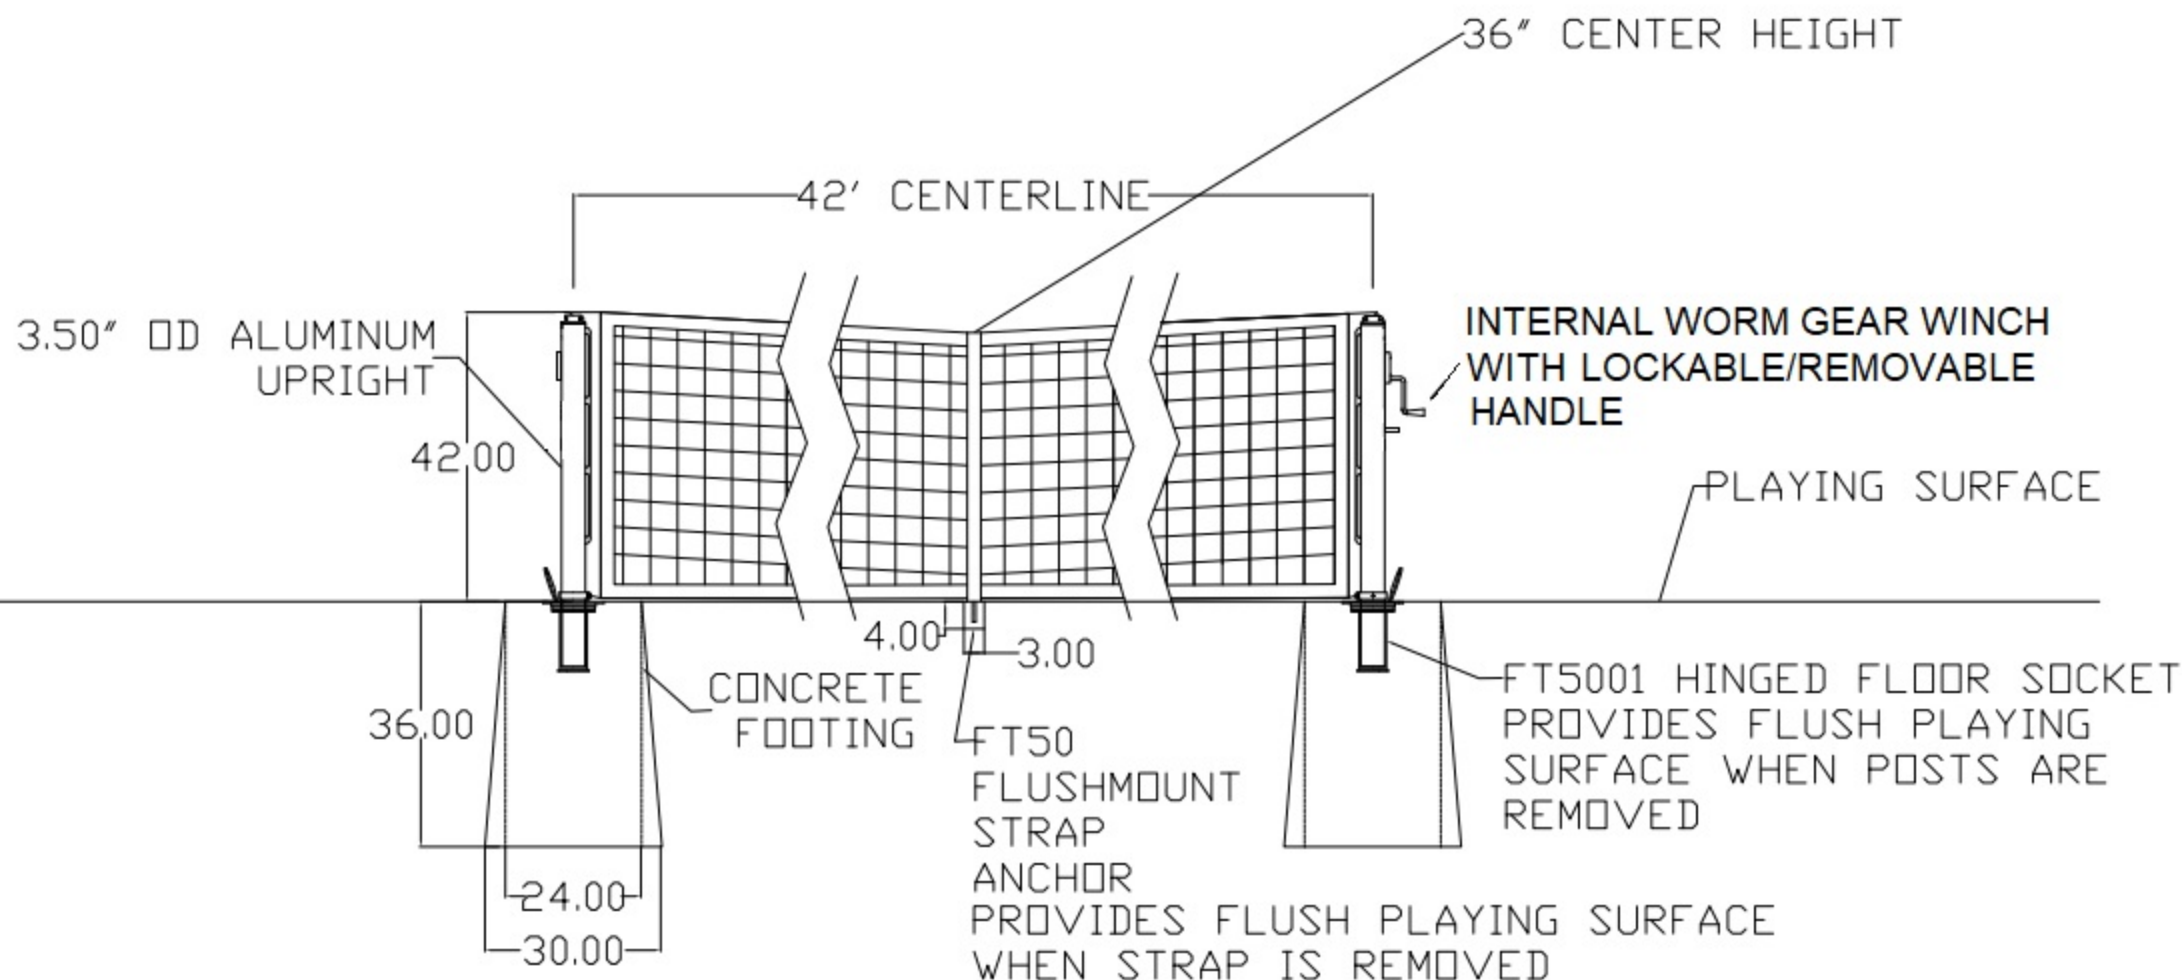 36" CENTER HEIGHT
42' CENTERLINE
3.50" OD ALUMINUM
UPRIGHT
INTERNAL WORM GEAR WINCH
WITH LOCKABLE/REMOVABLE
HANDLE
42.00
PLAYING SURFACE
4.00
3.00
CONCRETE
FOOTING
36.00
FT50
FLUSHMOUNT
STRAP
ANCHOR
PROVIDES FLUSH PLAYING SURFACE
WHEN STRAP IS REMOVED
FT5001 HINGED FLOOR SOCKET
PROVIDES FLUSH PLAYING
SURFACE WHEN POSTS ARE
REMOVED
24.00
30.00